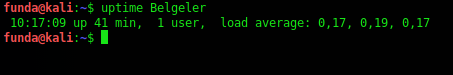 funda@kali:~$ uptime Belgeler
 10:17:09 up 41 min,  1 user,  load average: 0,17, 0,19, 0,17
funda@kali:~$